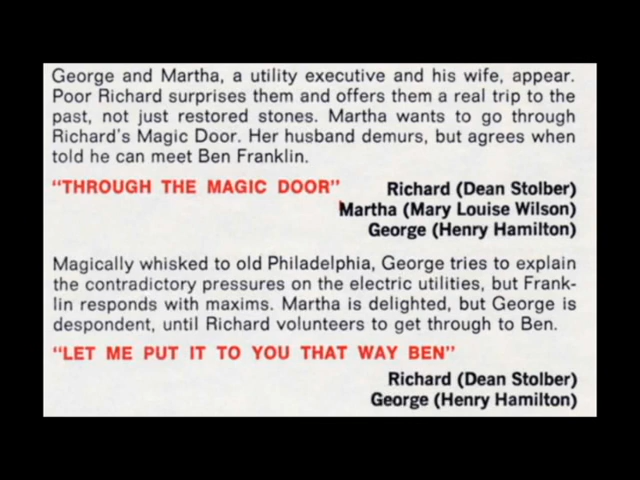 George and Martha, a utility executive and his wife, appear.
Poor Richard surprises them and offers them a real trip to the
past, not just restored stones. Martha wants to go through
Richard's Magic Door. Her husband demurs, but agrees when
told he can meet Ben Franklin.
"THROUGH THE MAGIC DOOR" Richard (Dean Stolber)
Martha (Mary Louise Wilson)
George (Henry Hamilton)
Magically whisked to old Philadelphia, George tries to explain
the contradictory pressures on the electric utilities, but Frank-
lin responds with maxims. Martha is delighted, but George is
despondent, until Richard volunteers to get through to Ben.
"LET ME PUT IT TO YOU THAT WAY BEN"
Richard (Dean Stolber)
George (Henry Hamilton)